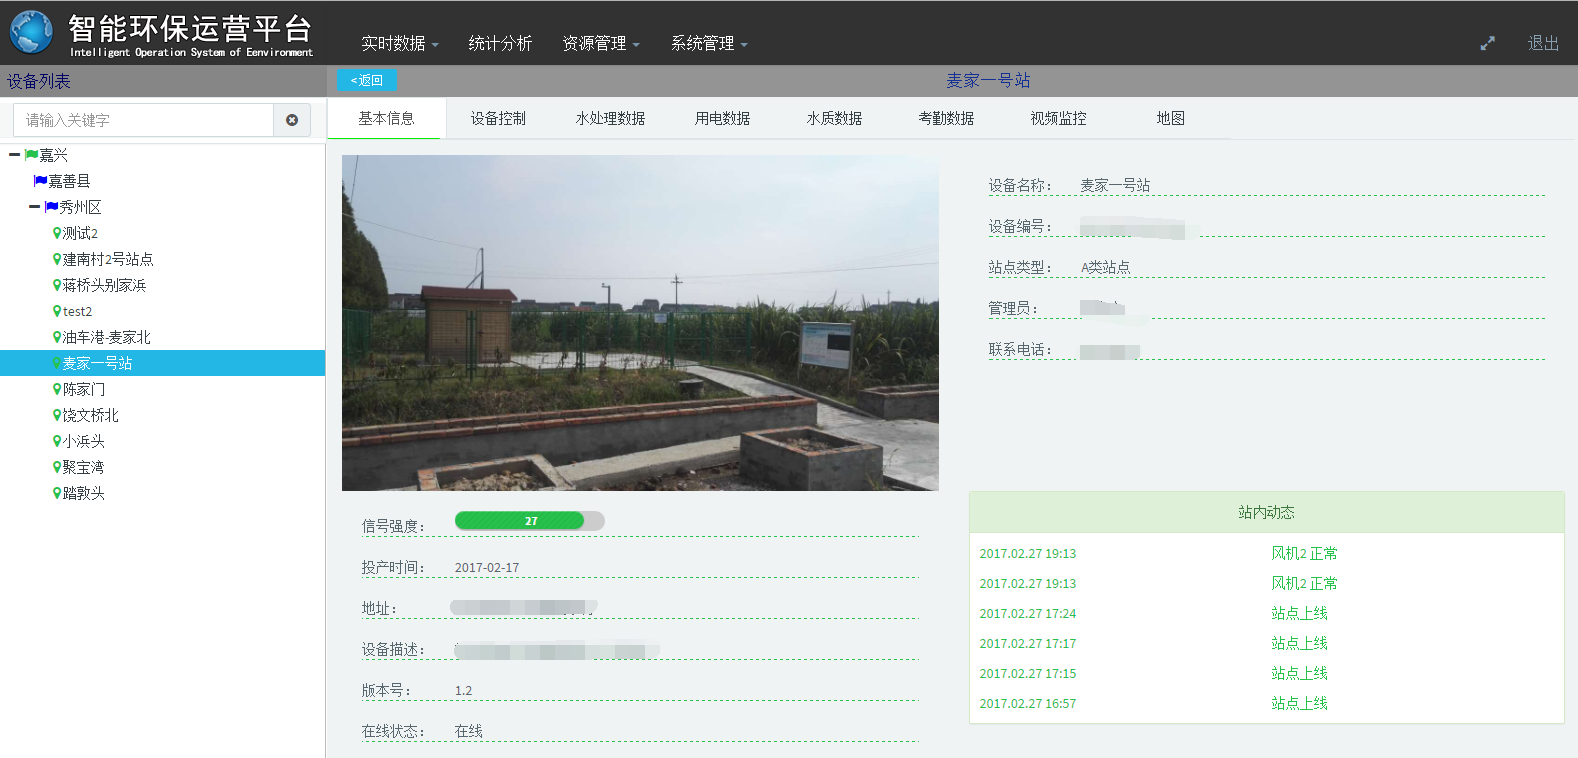 智能环保运营平台
Intelligent Operation System of Eenvironment
实时数据 统计分析 资源管理 系统管理 退出
设备列表
<返回 麦家一号站
请输入关键字
基本信息 设备控制 水处理数据 用电数据 水质数据 考勤数据 视频监控 地图
嘉兴
嘉善县
秀州区
测试2
建南村2号站点
蒋桥头别家浜
test2
油车港-麦家北
麦家一号站
陈家门
饶文桥北
小浜头
聚宝湾
踏敦头
设备名称： 麦家一号站
设备编号：
站点类型： A类站点
管理员：
联系电话：
信号强度： 27
投产时间： 2017-02-17
地址：
设备描述：
版本号： 1.2
在线状态： 在线
站内动态
2017.02.27 19:13 风机2 正常
2017.02.27 19:13 风机2 正常
2017.02.27 17:24 站点上线
2017.02.27 17:17 站点上线
2017.02.27 17:15 站点上线
2017.02.27 16:57 站点上线